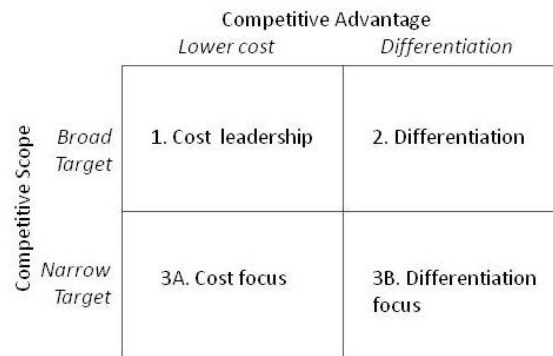 Competitive Advantage
Lower cost
Differentiation
Competitive Scope
Broad
Target
1. Cost leadership
2. Differentiation
Narrow
Target
3A. Cost focus
3B. Differentiation
focus